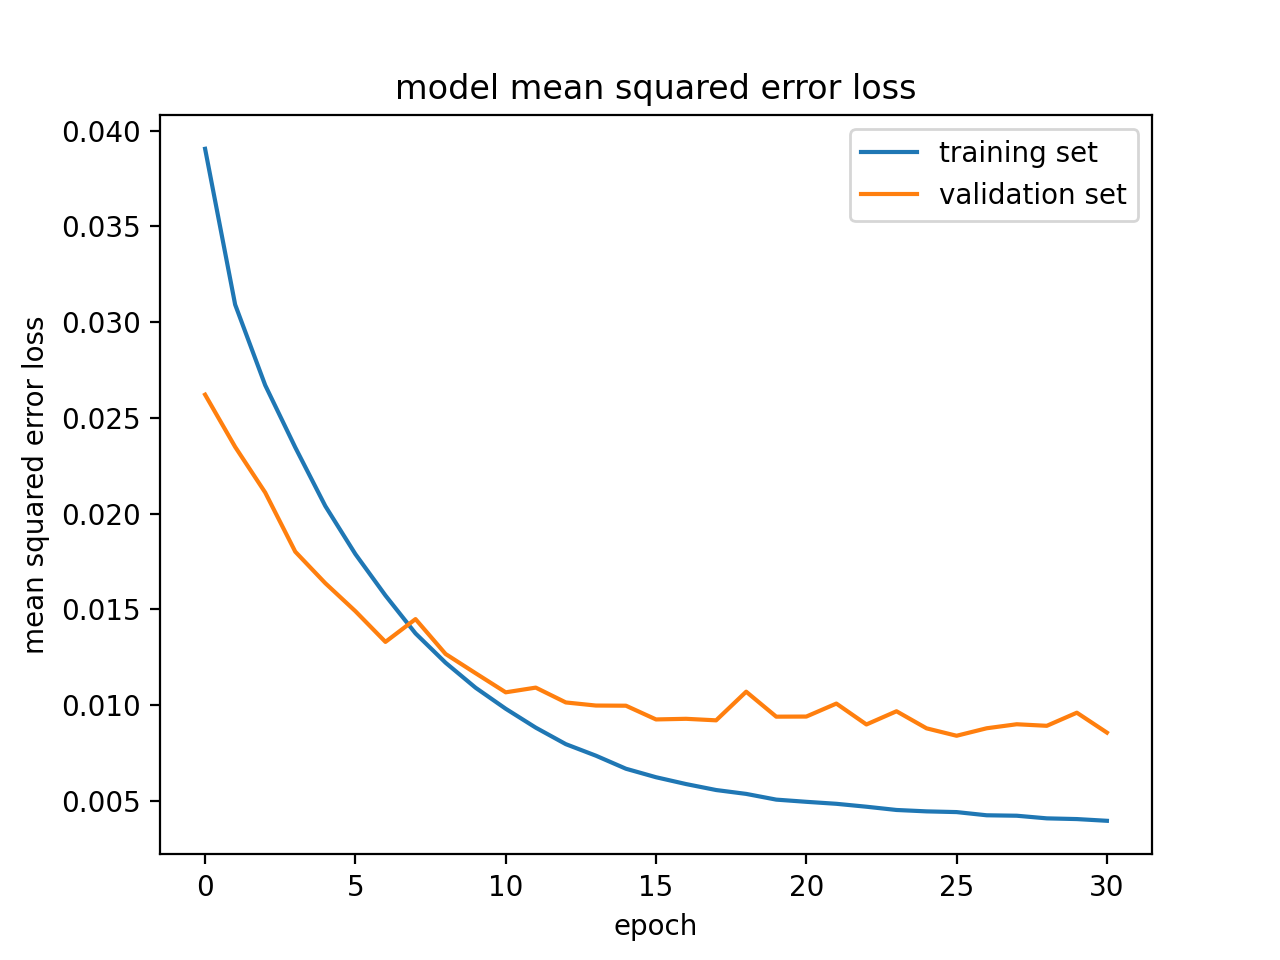 model mean squared error loss
training set
validation set
mean squared error loss
0.040
0.035
0.030
0.025
0.020
0.015
0.010
0.005
0 5 10 15 20 25 30
epoch